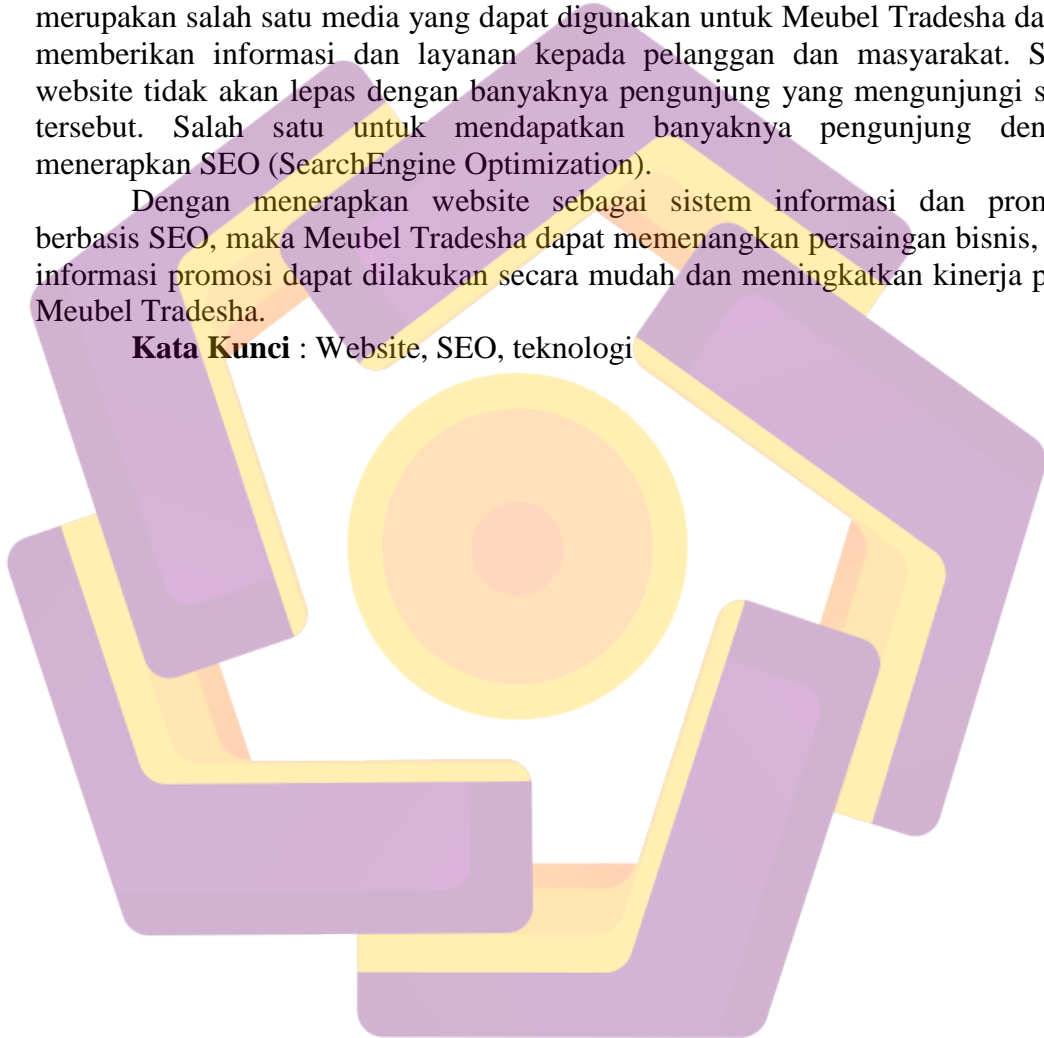 merupakan salah satu media yang dapat digunakan untuk Meubel Tradesha da
memberikan informasi dan layanan kepada pelanggan dan masyarakat. S
website tidak akan lepas dengan banyaknya pengunjung yang mengunjungi s
tersebut. Salah satu untuk mendapatkan banyaknya pengunjung den
menerapkan SEO (SearchEngine Optimization).
Dengan menerapkan website sebagai sistem informasi dan pron
berbasis SEO, maka Meubel Tradesha dapat memenangkan persaingan bisnis,
informasi promosi dapat dilakukan secara mudah dan meningkatkan kinerja p
Meubel Tradesha.
Kata Kunci : Website, SEO, teknologi